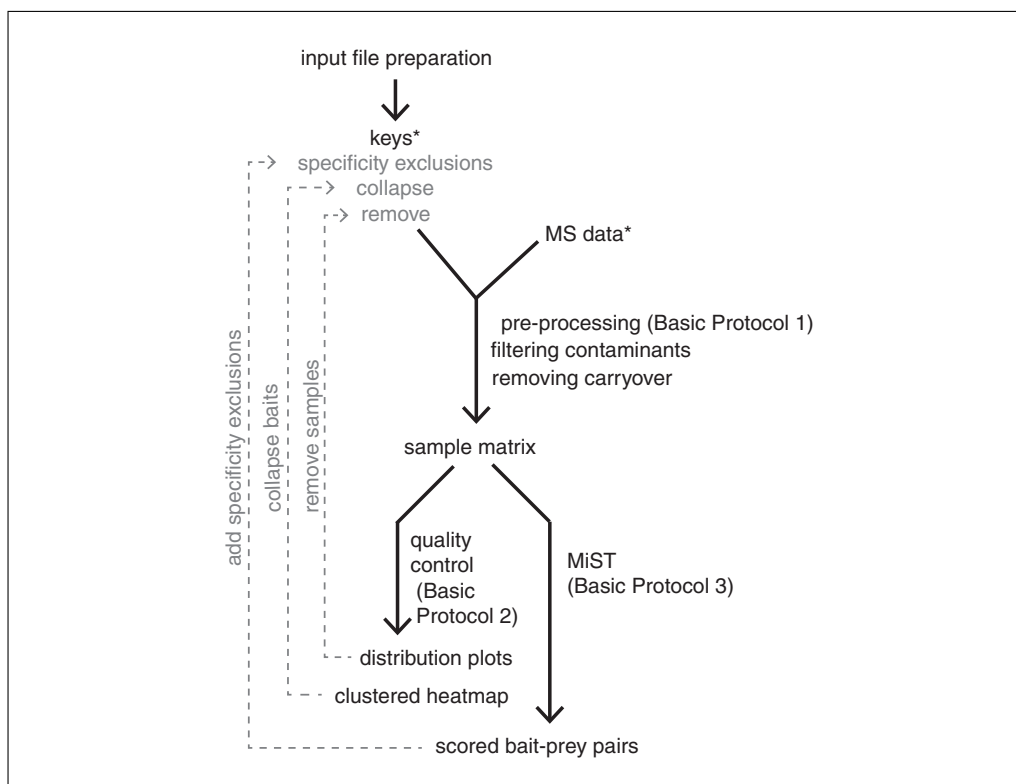 input file preparation
keys*
specificity exclusions
collapse
remove
MS data*
pre-processing (Basic Protocol 1)
filtering contaminants
removing carryover
add specificity exclusions
collapse baits
remove samples
sample matrix
quality
control
(Basic
Protocol 2)
MiST
(Basic Protocol 3)
distribution plots
clustered heatmap
scored bait-prey pairs